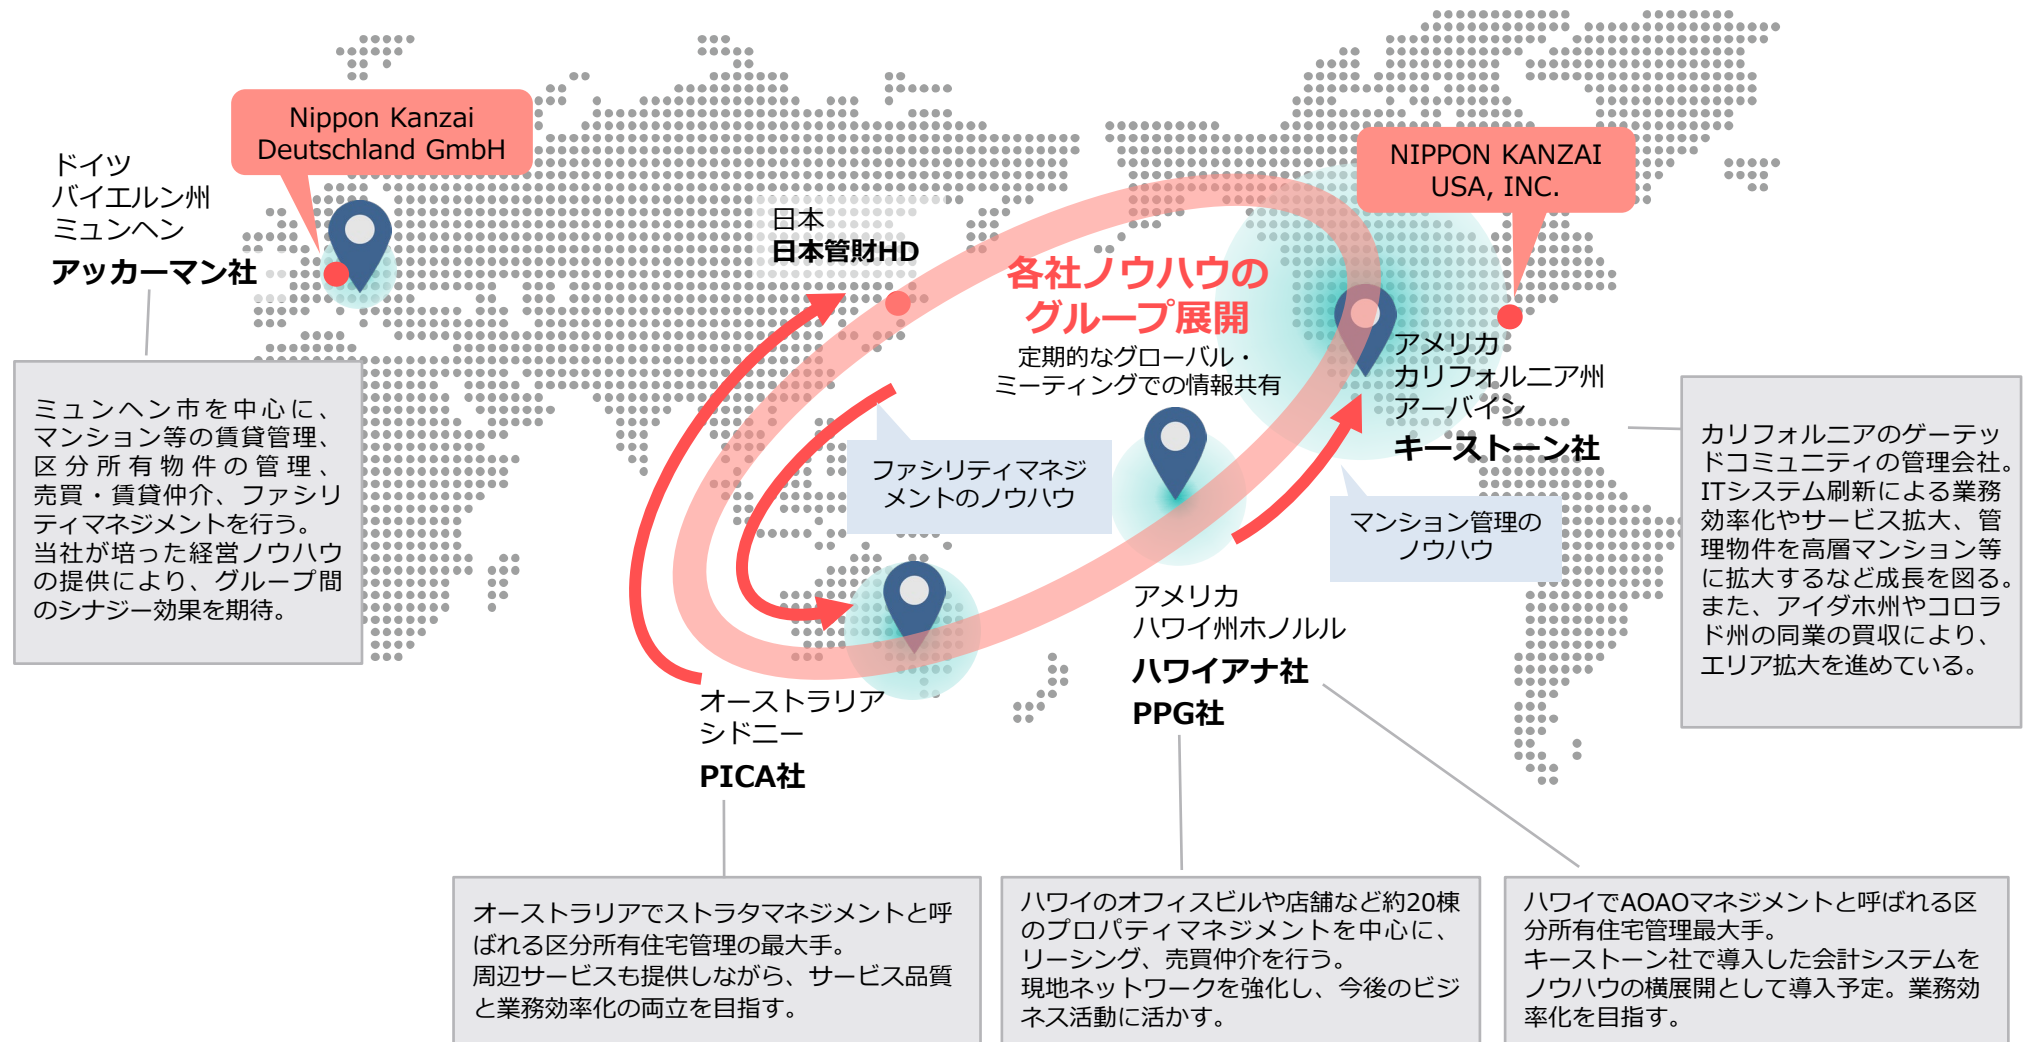 Nippon Kanzai
Deutschland GmbH
NIPPON KANZAI
USA, INC.
ドイツ
バイエルン州
ミュンヘン
アッカーマン社
日本
日本管財HD
各社ノウハウの
グループ展開
定期的なグローバル・
ミーティングでの情報共有
アメリカ
カリフォルニア州
アーバイン
キーストーン社
ミュンヘン市を中心に、
マンション等の賃貸管理、
区分所有物件の管理、
売買・賃貸仲介、ファシリ
ティマネジメントを行う。
当社が培った経営ノウハウ
の提供により、グループ間
のシナジー効果を期待。
ファシリティマネジ
メントのノウハウ
マンション管理の
ノウハウ
カリフォルニアのゲーテッ
ドコミュニティの管理会社。
ITシステム刷新による業務
効率化やサービス拡大、管
理物件を高層マンション等
に拡大するなど成長を図る。
また、アイダホ州やコロラ
ド州の同業の買収により、
エリア拡大を進めている。
アメリカ
ハワイ州ホノルル
ハワイアナ社
PPG社
オーストラリア
シドニー
PICA社
オーストラリアでストラタマネジメントと呼
ばれる区分所有住宅管理の最大手。
周辺サービスも提供しながら、サービス品質
と業務効率化の両立を目指す。
ハワイのオフィスビルや店舗など約20棟
のプロパティマネジメントを中心に、
リーシング、売買仲介を行う。
現地ネットワークを強化し、今後のビジ
ネス活動に活かす。
ハワイでAOAOマネジメントと呼ばれる区
分所有住宅管理最大手。
キーストーン社で導入した会計システムを
ノウハウの横展開として導入予定。業務効
率化を目指す。